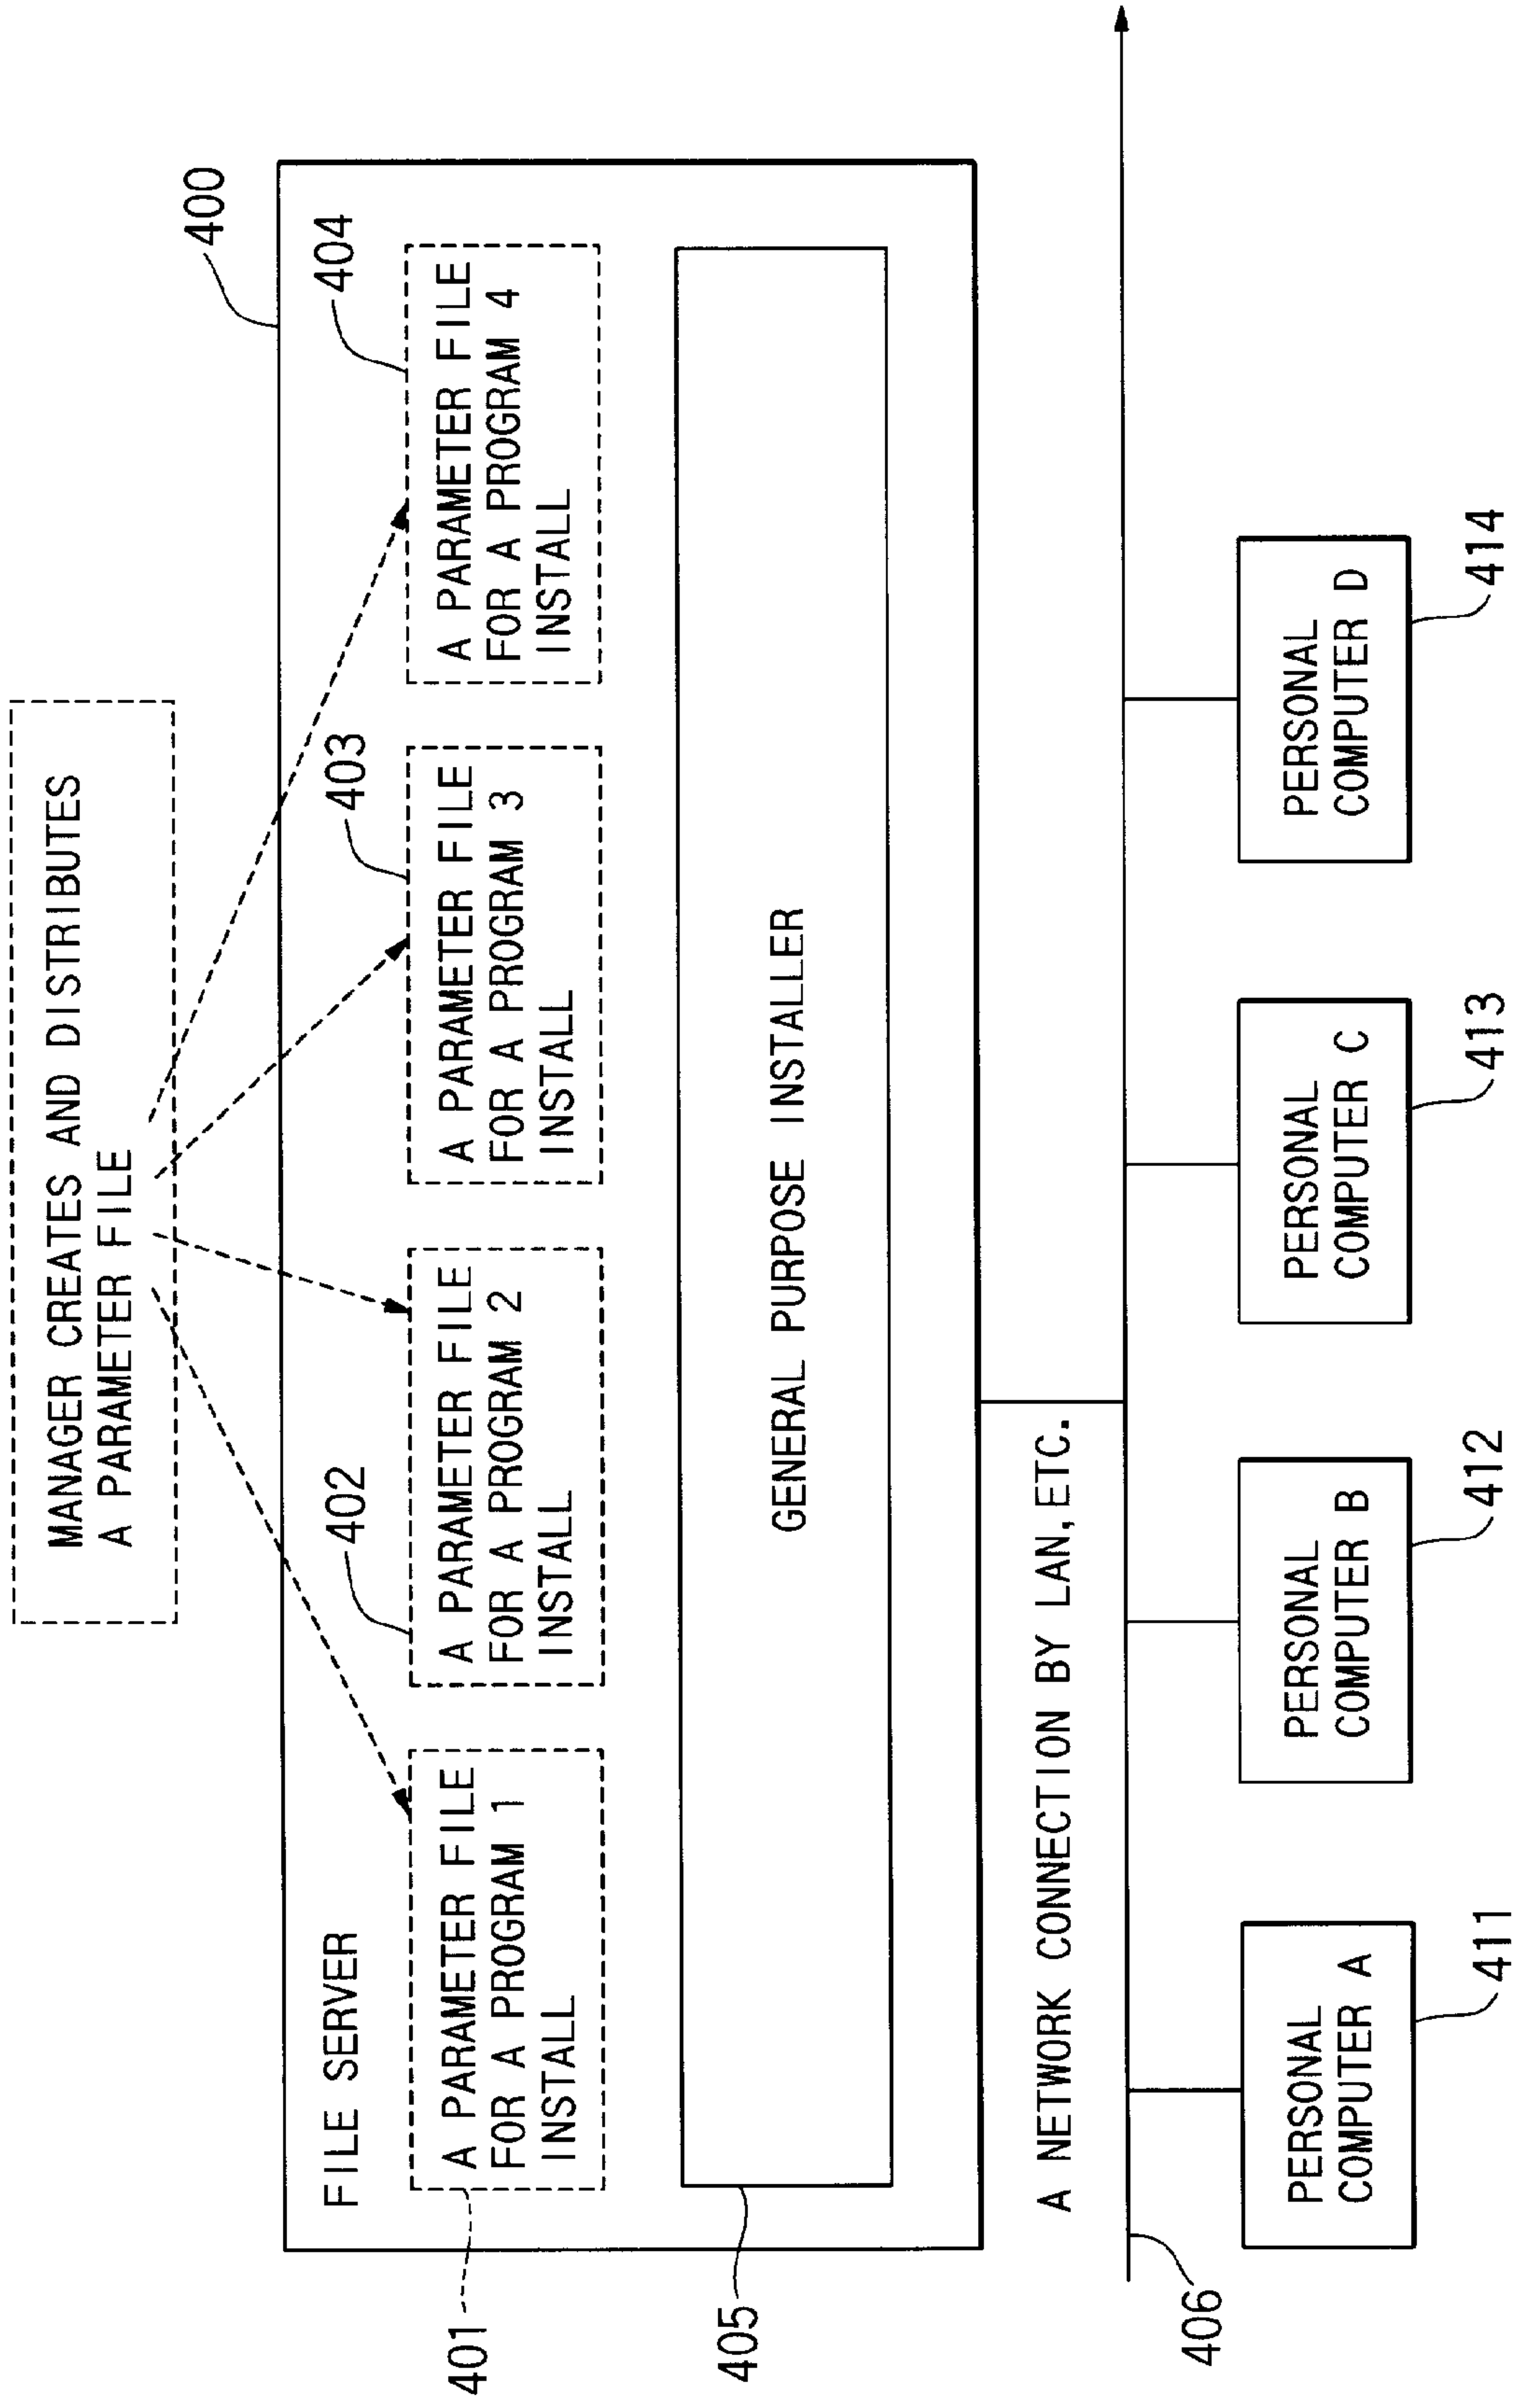 MANAGER CREATES AND DISTRIBUTES
A PARAMETER FILE
400
FILE SERVER
401
A PARAMETER FILE
FOR A PROGRAM 1
INSTALL
402
A PARAMETER FILE
FOR A PROGRAM 2
INSTALL
403
A PARAMETER FILE
FOR A PROGRAM 3
INSTALL
404
A PARAMETER FILE
FOR A PROGRAM 4
INSTALL
405
GENERAL PURPOSE INSTALLER
A NETWORK CONNECTION BY LAN,ETC.
406
PERSONAL
COMPUTER A
411
PERSONAL
COMPUTER B
412
PERSONAL
COMPUTER C
413
PERSONAL
COMPUTER D
414